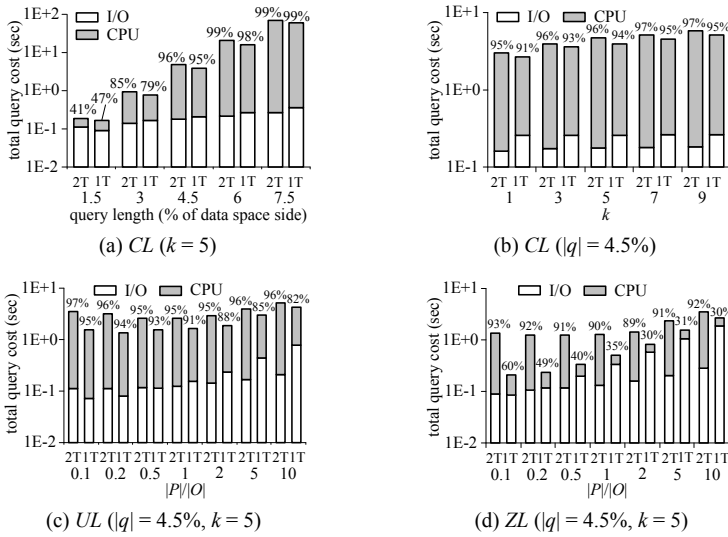 I/O
CPU
total query cost (sec)
1E+2
1E+1
1E+0
1E-1
1E-2
41%
47%
85%
79%
96%
95%
99%
98%
99%
99%
2T 1T 2T 1T 2T 1T 2T 1T 2T 1T
1.5 3 4.5 6 7.5
query length (% of data space side)
(a) CL (k = 5)
I/O
CPU
total query cost (sec)
1E+1
1E+0
1E-1
95% 91% 96% 93% 96% 94% 97% 95% 97% 95%
2T 1T 2T 1T 2T 1T 2T 1T 2T 1T
1 3 5 7 9
k
(b) CL (|q| = 4.5%)
I/O
CPU
total query cost (sec)
1E+1
1E+0
1E-1
1E-2
97% 95% 96% 94% 95% 93% 95% 91% 95% 88% 96% 95% 96% 82%
2T1T 2T1T 2T1T 2T1T 2T1T 2T1T 2T1T
0.1 0.2 0.5 1 2 5 10
|P|/|O|
(c) UL (|q| = 4.5%, k = 5)
I/O
CPU
total query cost (sec)
1E+1
1E+0
1E-1
1E-2
93% 60% 92% 49% 91% 40% 90% 35% 89% 30% 91% 31% 92% 30%
2T1T 2T1T 2T1T 2T1T 2T1T 2T1T 2T1T
0.1 0.2 0.5 1 2 5 10
|P|/|O|
(d) ZL (|q| = 4.5%, k = 5)